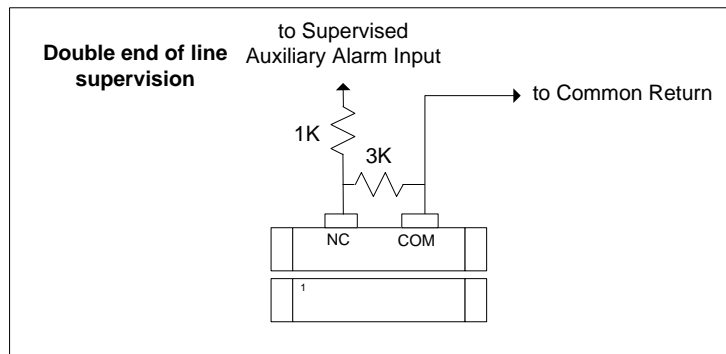 Double end of line
supervision
to Supervised
Auxiliary Alarm Input
to Common Return
1K
3K
NC
COM
1